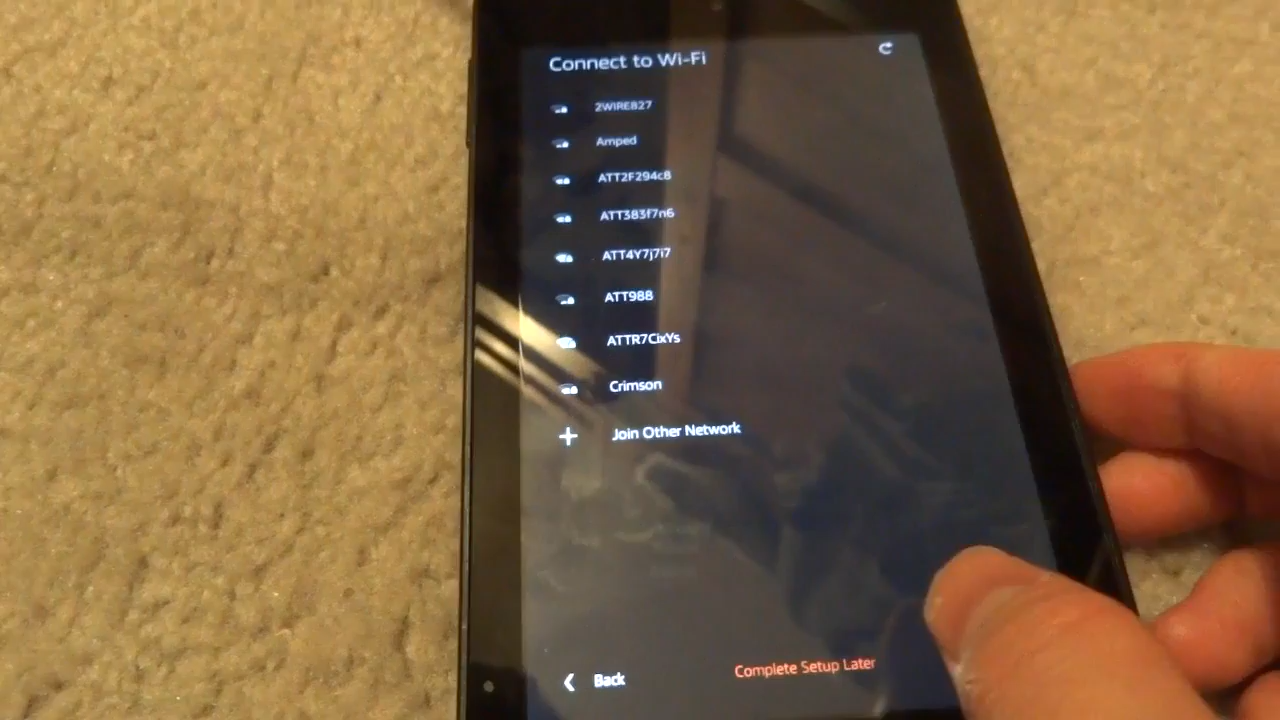 Connect to Wi-Fi
2WIRE827
Amped
ATT2F294c8
ATT383f7n6
ATT4Y7j7i7
ATT988
ATTR7CixYs
Crimson
Join Other Network
Back
Complete Setup Later